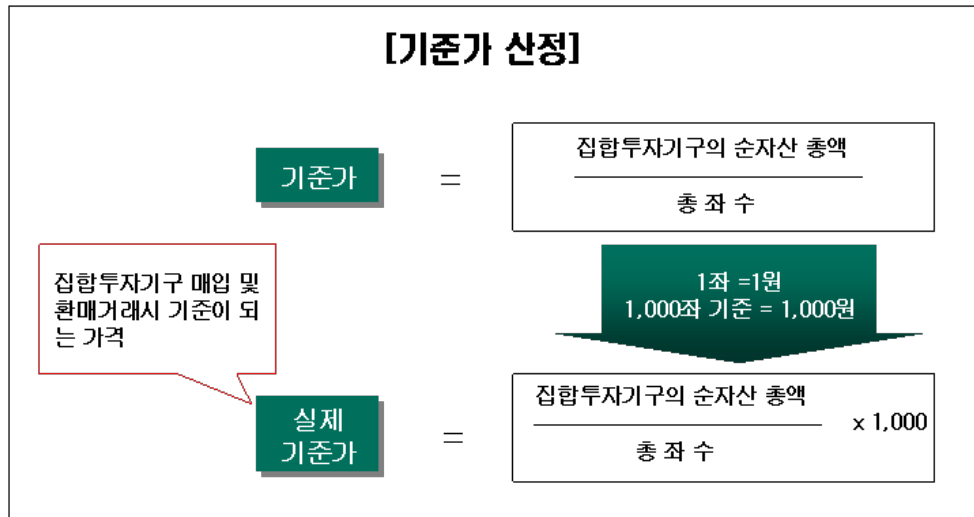 [기준가 산정]
기준가
=
집합투자기구의 순자산 총액
총 좌 수
집합투자기구 매입 및
환매거래시 기준이 되
는 가격
1좌 =1원
1,000좌 기준 = 1,000원
실제
기준가
=
집합투자기구의 순자산 총액
총 좌 수
x 1,000